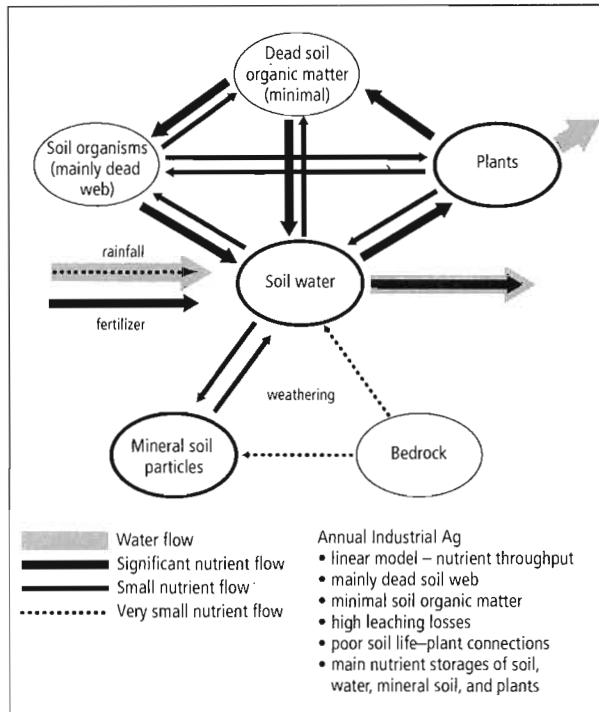 Dead soil
organic matter
(minimal)
Soil organisms
(mainly dead
web)
Plants
rainfall
Soil water
fertilizer
weathering
Mineral soil
particles
Bedrock
Water flow
Significant nutrient flow
Small nutrient flow
Very small nutrient flow
Annual Industrial Ag
• linear model – nutrient throughput
• mainly dead soil web
• minimal soil organic matter
• high leaching losses
• poor soil life–plant connections
• main nutrient storages of soil,
water, mineral soil, and plants